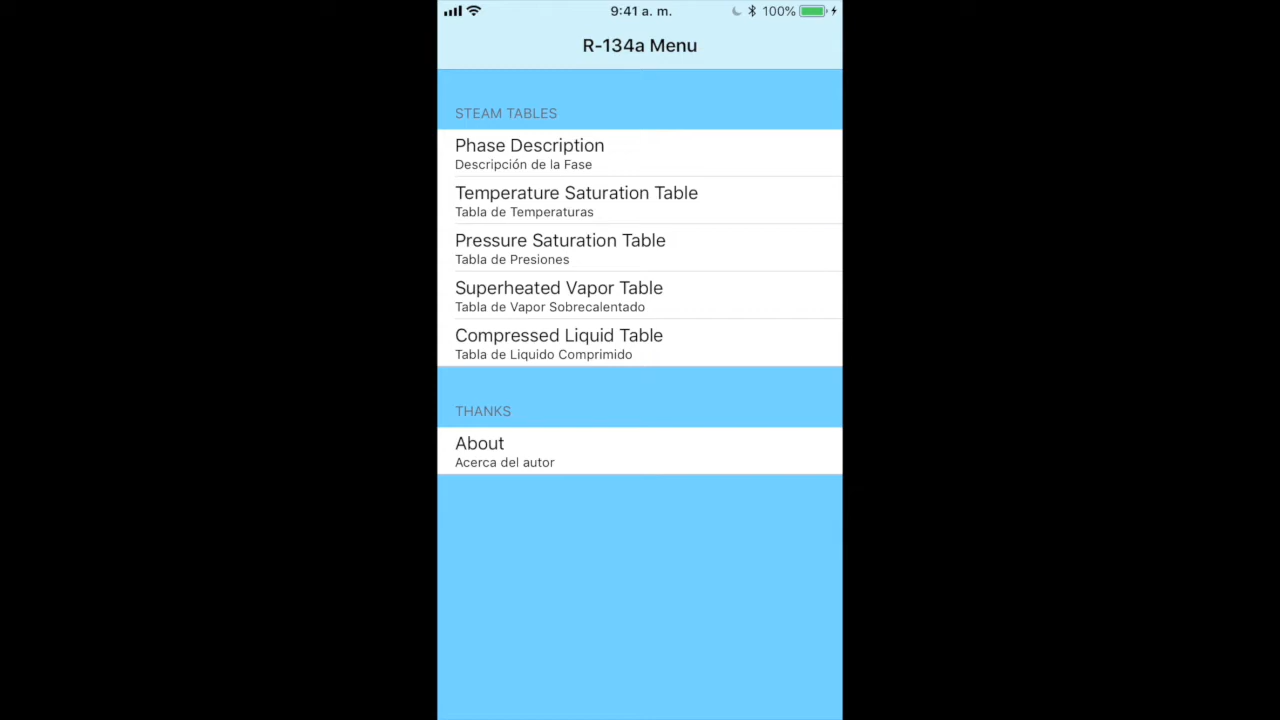 9:41 a. m.
100%
R-134a Menu
STEAM TABLES
Phase Description
Descripción de la Fase
Temperature Saturation Table
Tabla de Temperaturas
Pressure Saturation Table
Tabla de Presiones
Superheated Vapor Table
Tabla de Vapor Sobrecalentado
Compressed Liquid Table
Tabla de Liquido Comprimido
THANKS
About
Acerca del autor